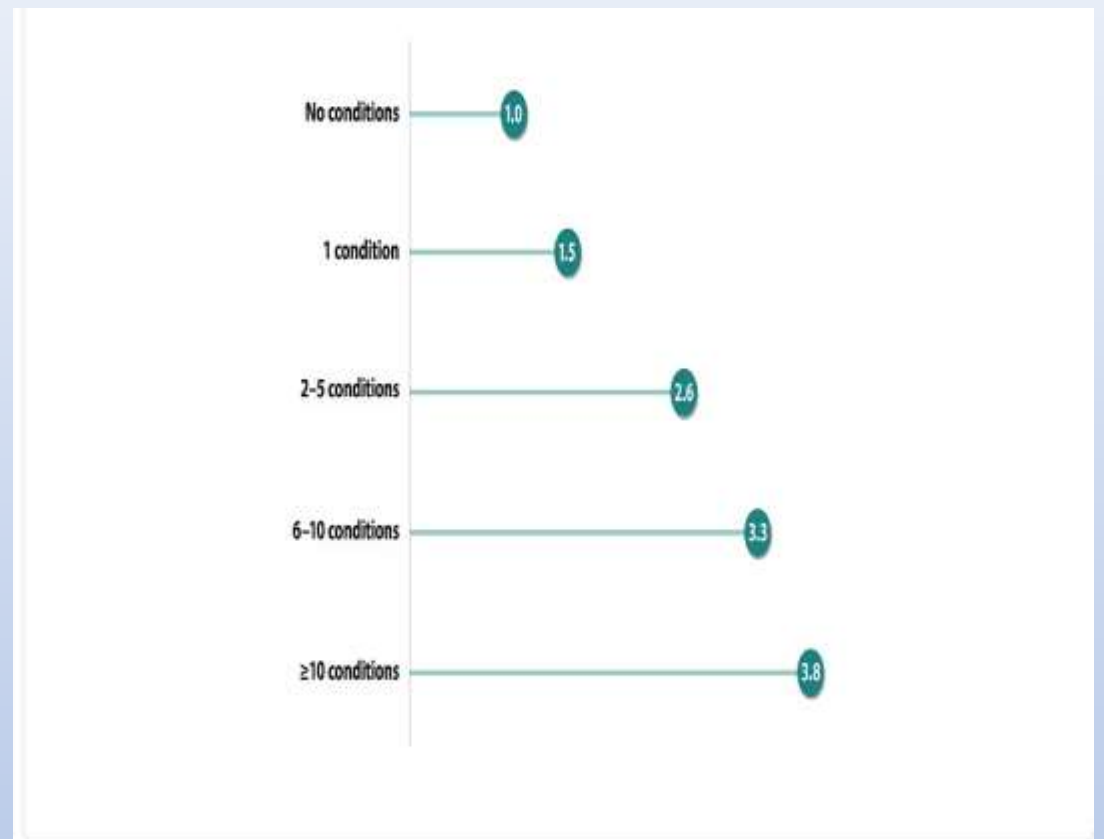 No conditions 1.0
1 condition 1.5
2–5 conditions 2.6
6–10 conditions 3.3
≥10 conditions 3.8